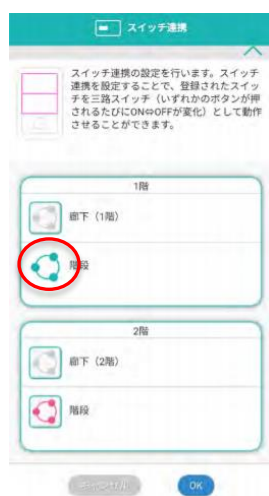 スイッチ連携
スイッチ連携の設定を行います。スイッチ
連携を設定することで、登録されたスイッ
チを三路スイッチ（いずれかのボタンが押
されるたびにON⇔OFFが変化）として動作
させることができます。
1階
廊下（1階）
階段
2階
廊下（2階）
階段
キャンセル
OK